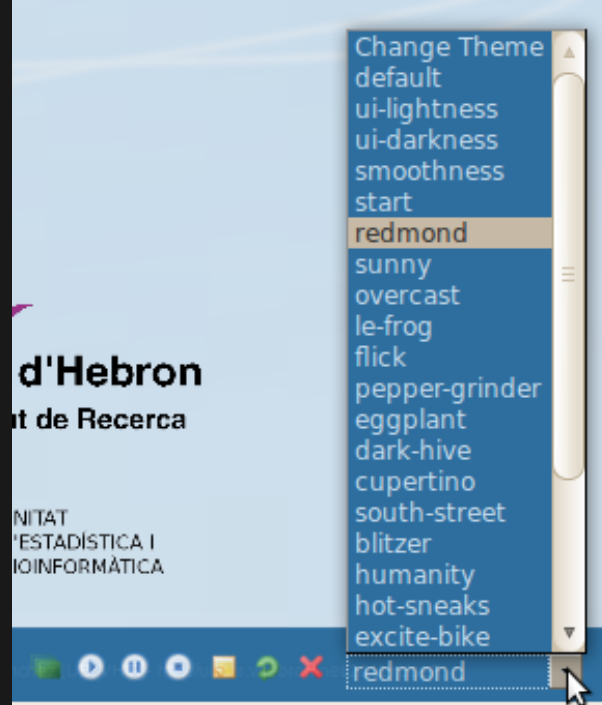 Change Theme
default
ui-lightness
ui-darkness
smoothness
start
redmond
sunny
overcast
le-frog
flick
pepper-grinder
eggplant
dark-hive
cupertino
south-street
blitzer
humanity
hot-sneaks
excite-bike
redmond
d'Hebron
ut de Recerca
NITAT
'ESTADÍSTICA I
IOINFORMÀTICA